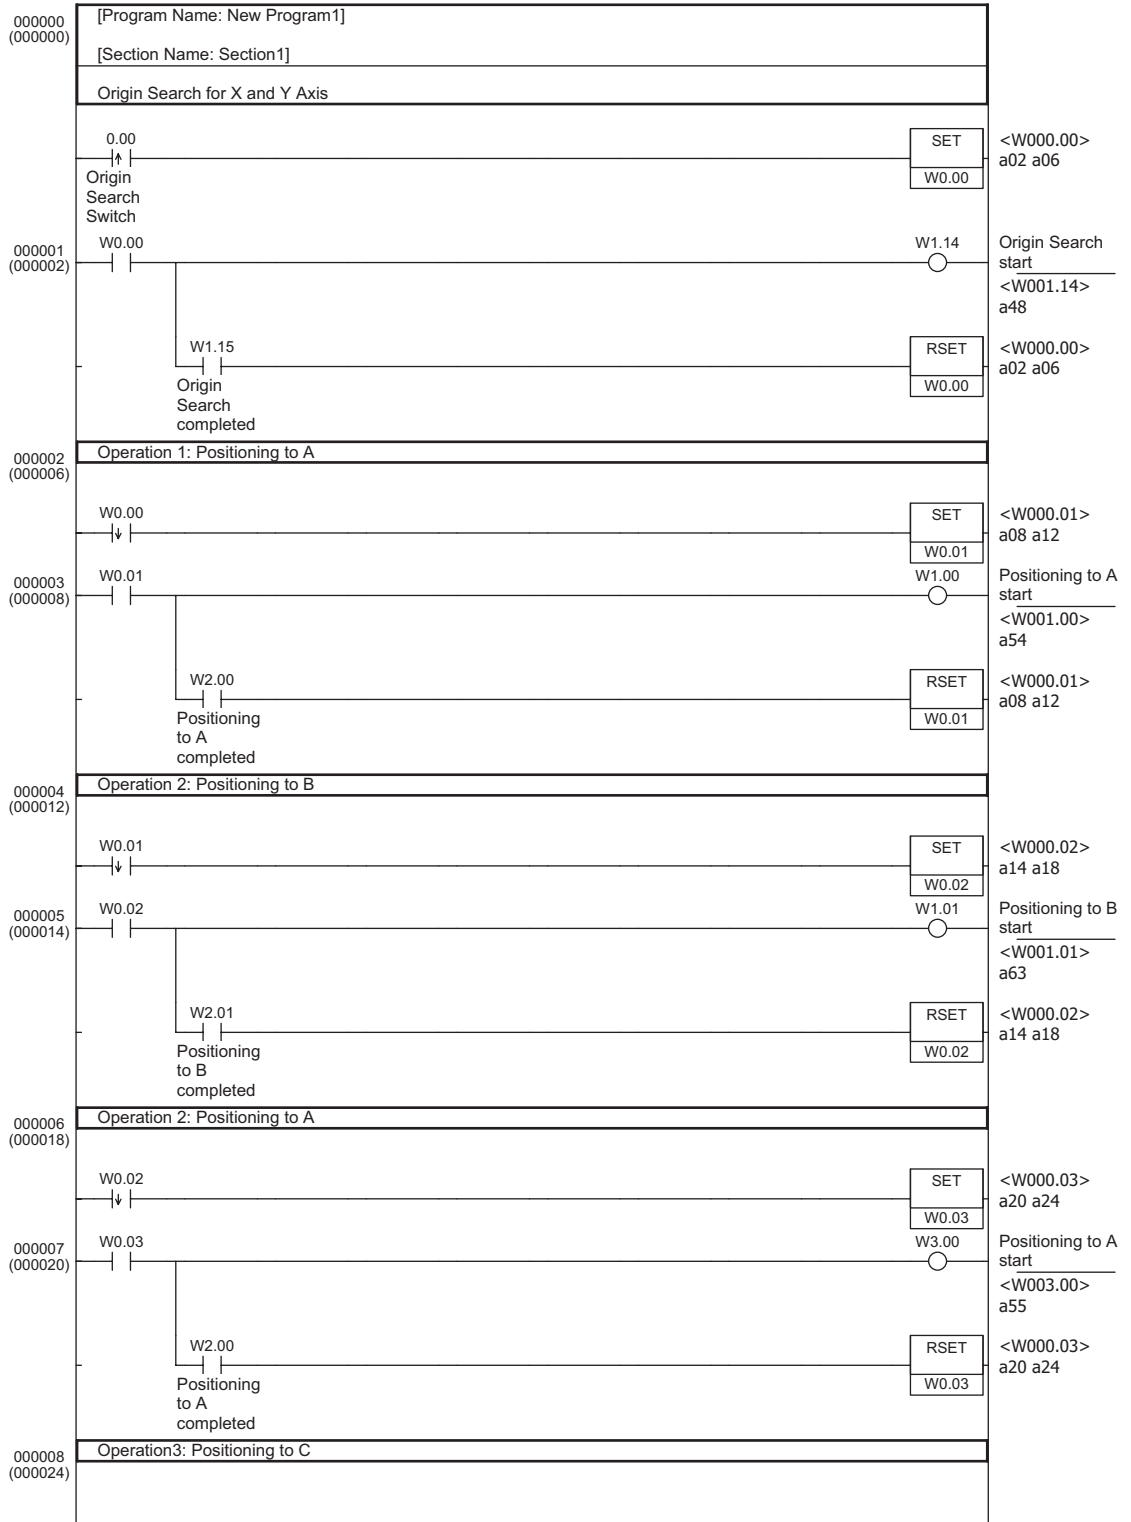 000000
(000000)
[Program Name: New Program1]
[Section Name: Section1]
Origin Search for X and Y Axis
0.00
SET
<W000.00>
a02 a06
W0.00
Origin
Search
Switch
000001
(000002)
W0.00
W1.14
Origin Search
start
<W001.14>
a48
W1.15
RSET
<W000.00>
a02 a06
W0.00
Origin
Search
completed
000002
(000006)
Operation 1: Positioning to A
W0.00
SET
<W000.01>
a08 a12
W0.01
000003
(000008)
W0.01
W1.00
Positioning to A
start
<W001.00>
a54
W2.00
RSET
<W000.01>
a08 a12
W0.01
Positioning
to A
completed
000004
(000012)
Operation 2: Positioning to B
W0.01
SET
<W000.02>
a14 a18
W0.02
000005
(000014)
W0.02
W1.01
Positioning to B
start
<W001.01>
a63
W2.01
RSET
<W000.02>
a14 a18
W0.02
Positioning
to B
completed
000006
(000018)
Operation 2: Positioning to A
W0.02
SET
<W000.03>
a20 a24
W0.03
000007
(000020)
W0.03
W3.00
Positioning to A
start
<W003.00>
a55
W2.00
RSET
<W000.03>
a20 a24
W0.03
Positioning
to A
completed
000008
(000024)
Operation3: Positioning to C